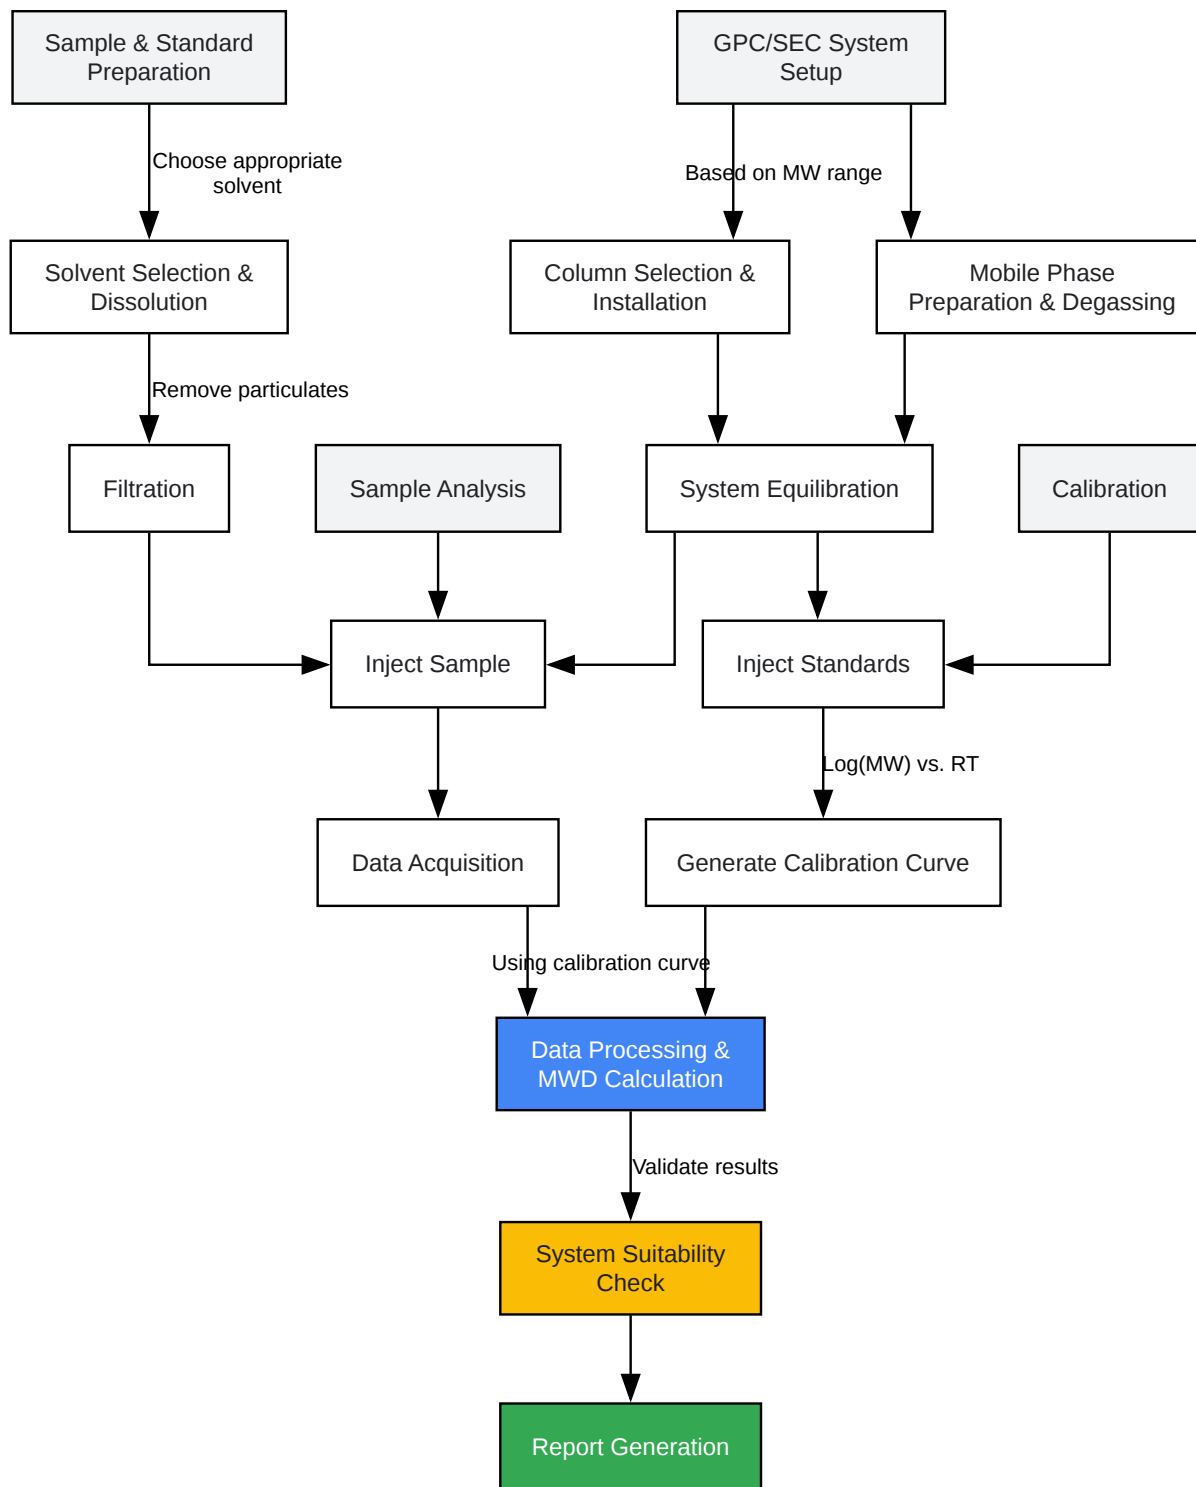 Sample & Standard
Preparation
GPC/SEC System
Setup
Choose appropriate
solvent
Based on MW range
Solvent Selection &
Dissolution
Column Selection &
Installation
Mobile Phase
Preparation & Degassing
Remove particulates
Filtration
Sample Analysis
System Equilibration
Calibration
Inject Sample
Inject Standards
Log(MW) vs. RT
Data Acquisition
Generate Calibration Curve
Using calibration curve
Data Processing &
MWD Calculation
Validate results
System Suitability
Check
Report Generation